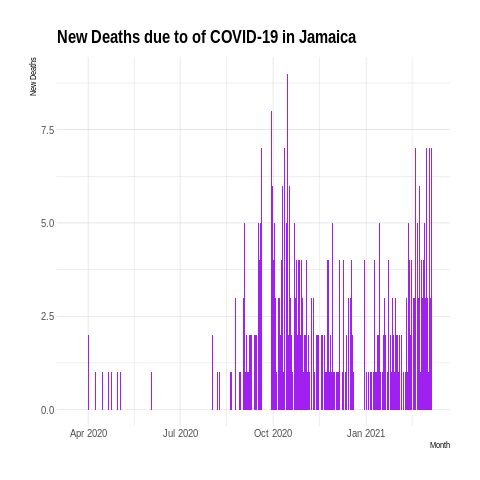 New Deaths due to of COVID-19 in Jamaica
New Deaths
7.5
5.0
2.5
0.0
Apr 2020 Jul 2020 Oct 2020 Jan 2021
Month